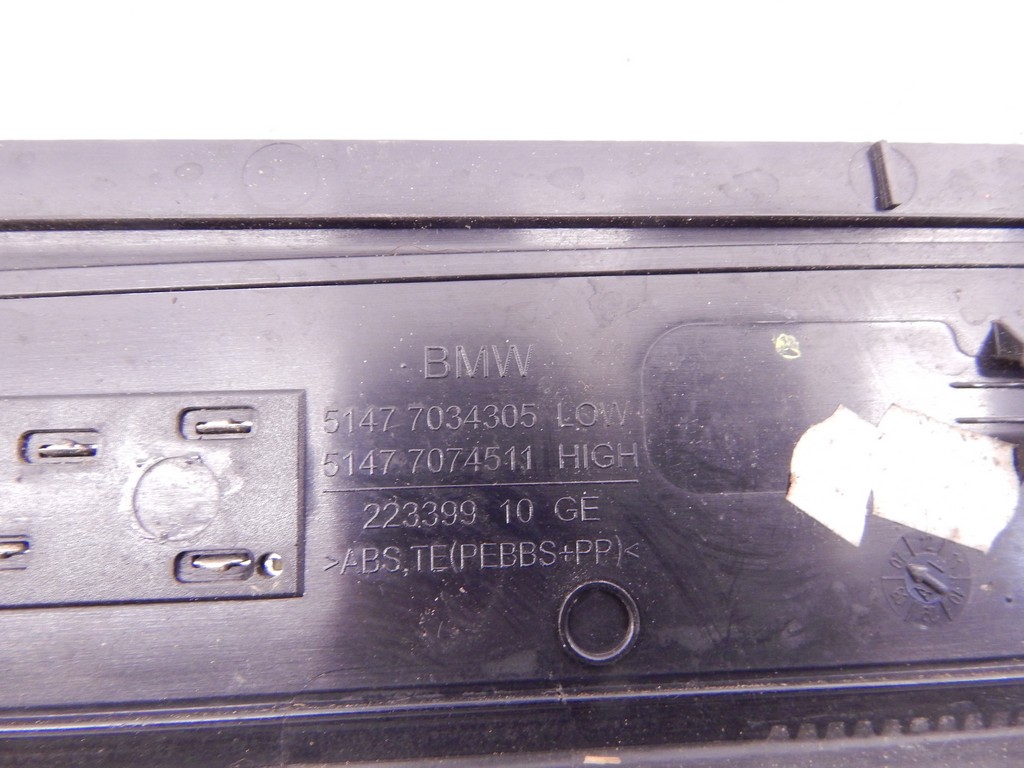 BMW
5147 7034305 LOW
5147 7074511 HIGH
223399 10 GE
>ABS,TE(PEBBS+PP)<